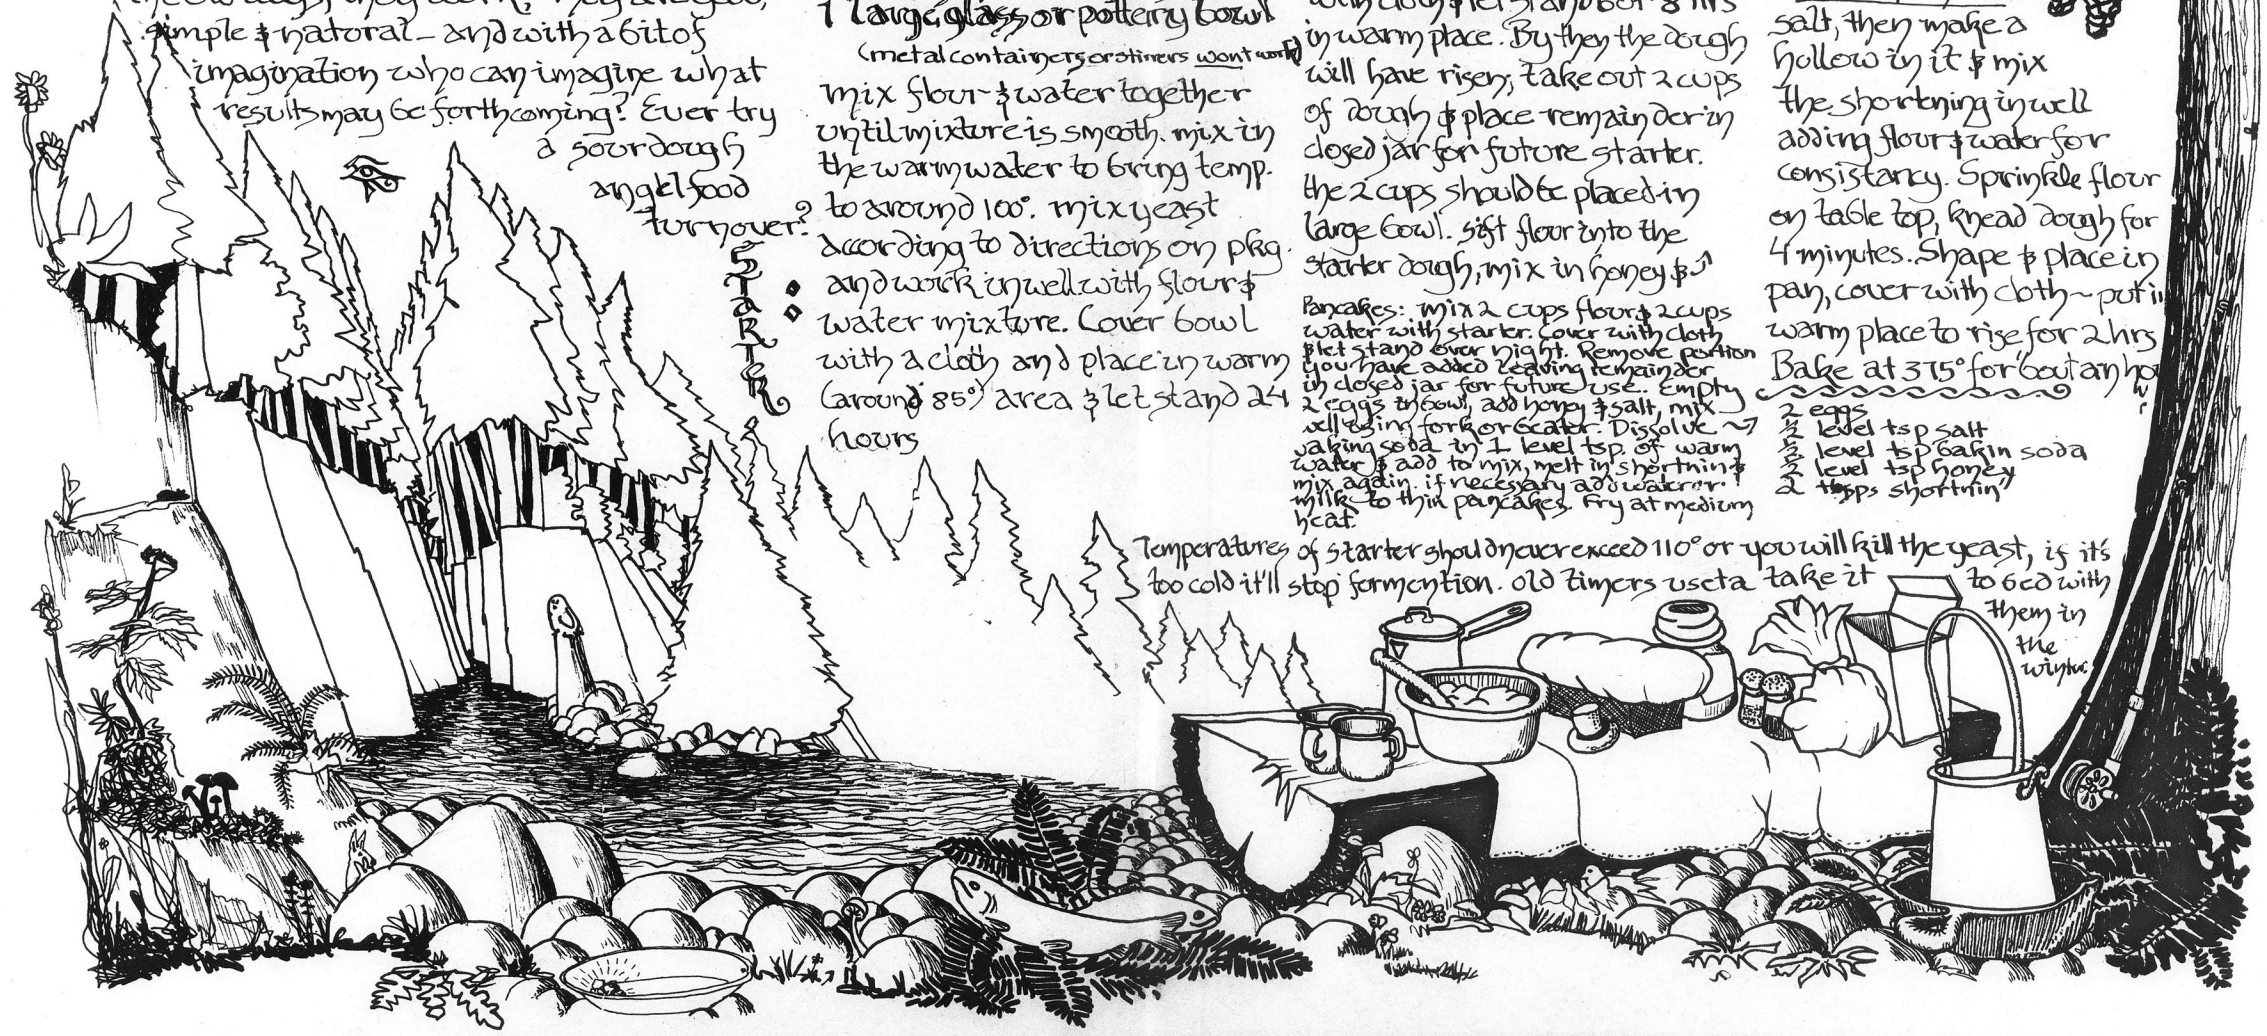 simple & natural — and with a bit of
imagination who can imagine what
results may be forthcoming? Ever try
a sourdough
angel food
turnover?
STARTER
1 large glass or pottery bowl
(metal containers or stirrers wont work)
mix flour & water together
until mixture is smooth. mix in
the warm water to bring temp.
to around 100°. mix yeast
according to directions on pkg.
and work in well with flour &
water mixture. Cover bowl
with a cloth and place in warm
(around 85°) area & let stand 24
hours
with cloth & let stand 6 or 8 hrs
in warm place. By then the dough
will have risen; take out 2 cups
of dough & place remainder in
closed jar for future starter.
the 2 cups should be placed in
large bowl. sift flour into the
starter dough, mix in honey &
salt, then make a
hollow in it & mix
the shortening in well
adding flour & water for
consistancy. Sprinkle flour
on table top, knead dough for
4 minutes. Shape & place in
pan, cover with cloth ~ put in
warm place to rise for 2 hrs
Bake at 375° for 'bout an hou
Pancakes: mix 2 cups flour & 2 cups
water with starter. Cover with cloth
& let stand over night. Remove portion
you have added leaving remainder
in closed jar for future use. Empty
2 eggs in bowl, add honey & salt, mix
well using fork or beater. Dissolve
baking soda in 1 level tsp. of warm
water & add to mix, melt in shortnin &
mix again. if necessary add water or
milk to thin pancakes. Fry at medium
heat.
2 eggs
½ level tsp salt
½ level tsp bakin soda
½ level tsp honey
2 tbsps shortnin'
Temperatures of starter should never exceed 110° or you will kill the yeast, if it's
too cold it'll stop fermention. old timers useta take it to bed with
them in
the
winter.